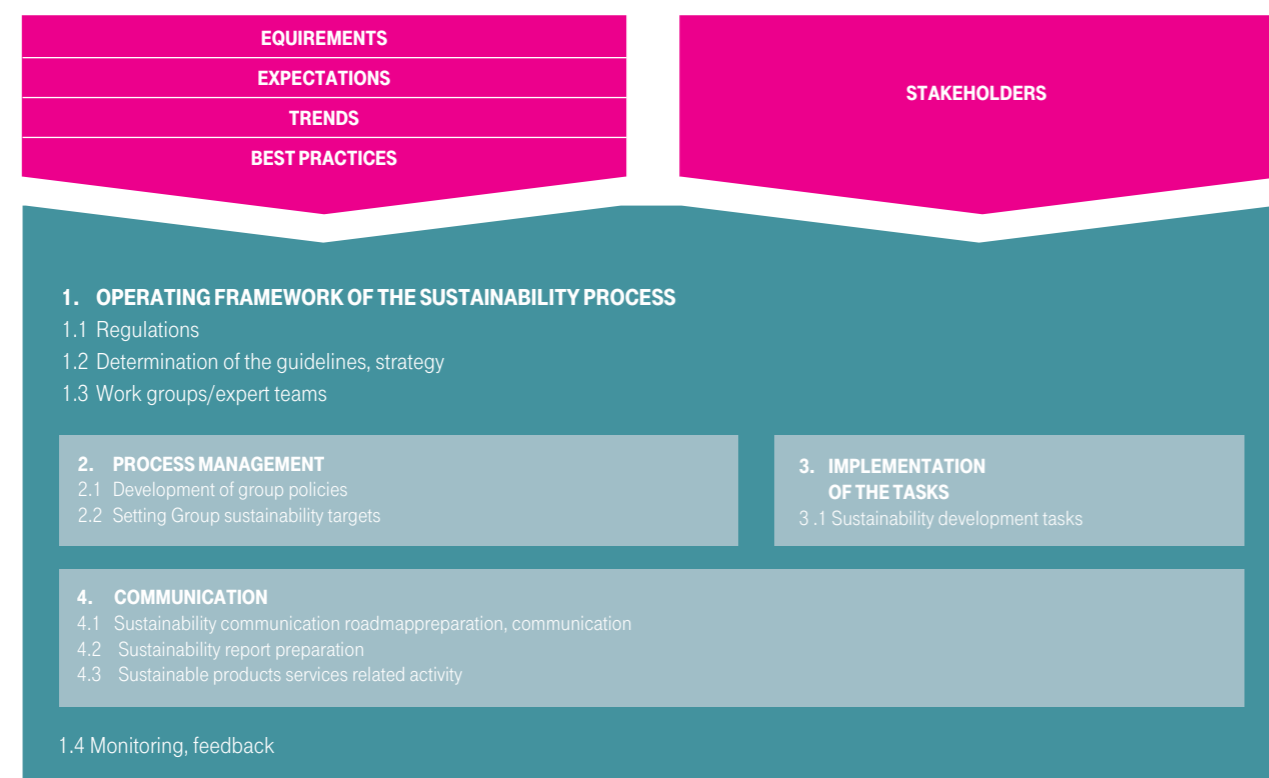 EQUIREMENTS
EXPECTATIONS
TRENDS
BEST PRACTICES
STAKEHOLDERS
1. OPERATING FRAMEWORK OF THE SUSTAINABILITY PROCESS
1.1 Regulations
1.2 Determination of the guidelines, strategy
1.3 Work groups/expert teams
2. PROCESS MANAGEMENT
2.1 Development of group policies
2.2 Setting Group sustainability targets
3. IMPLEMENTATION
OF THE TASKS
3 .1 Sustainability development tasks
4. COMMUNICATION
4.1 Sustainability communication roadmappreparation, communication
4.2 Sustainability report preparation
4.3 Sustainable products services related activity
1.4 Monitoring, feedback